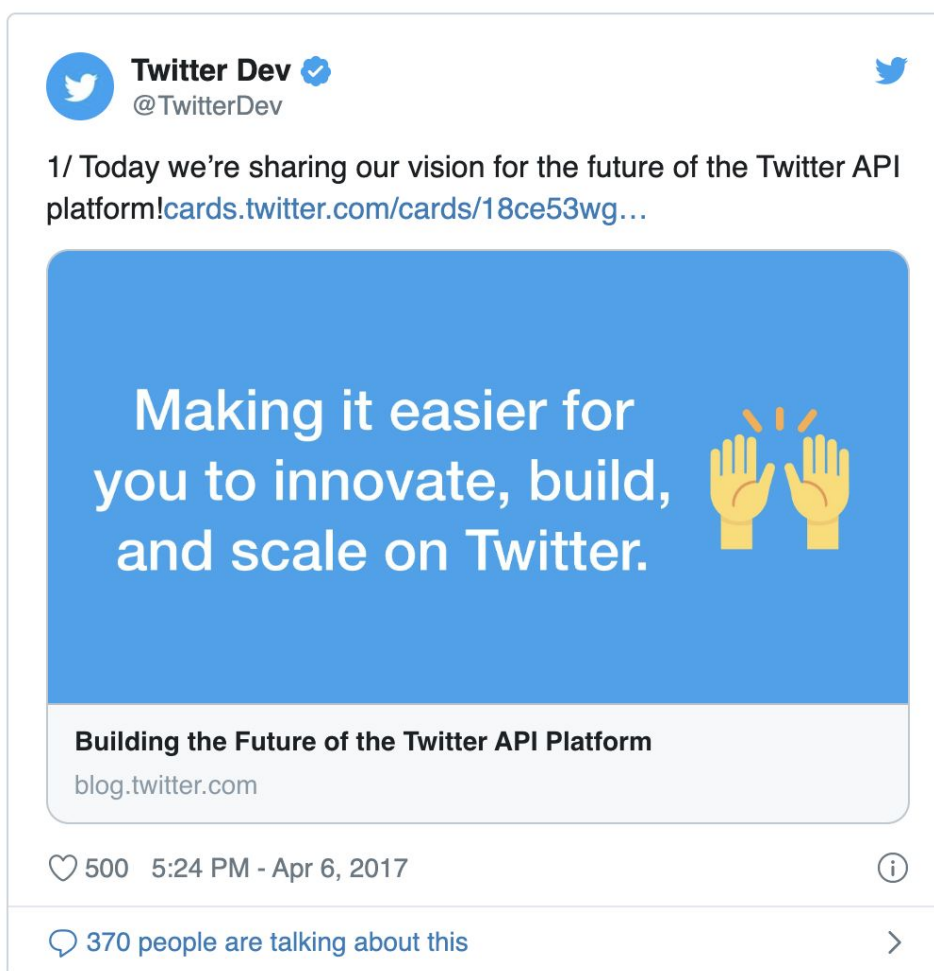 Twitter Dev
@TwitterDev
1/ Today we’re sharing our vision for the future of the Twitter API
platform!cards.twitter.com/cards/18ce53wg…
Making it easier for
you to innovate, build,
and scale on Twitter.
Building the Future of the Twitter API Platform
blog.twitter.com
500 5:24 PM - Apr 6, 2017
370 people are talking about this